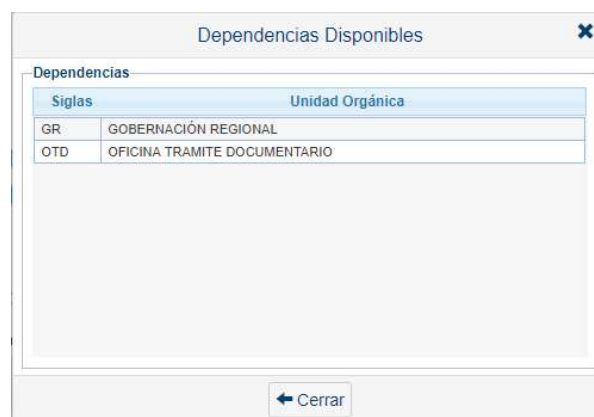 Dependencias Disponibles
Dependencias
Siglas Unidad Orgánica
GR GOBERNACIÓN REGIONAL
OTD OFICINA TRAMITE DOCUMENTARIO
Cerrar